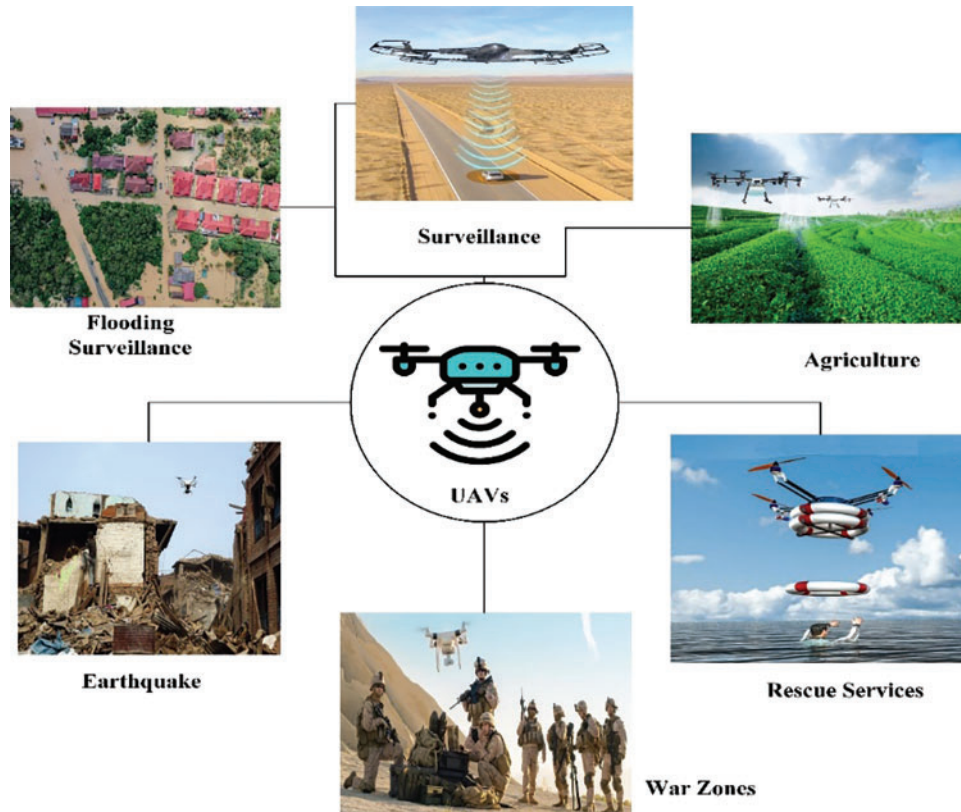 Surveillance
Flooding
Surveillance
Agriculture
UAVs
Earthquake
Rescue Services
War Zones